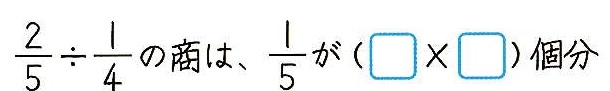 2/5 ÷ 1/4 の商は、1/5 が (□×□) 個分